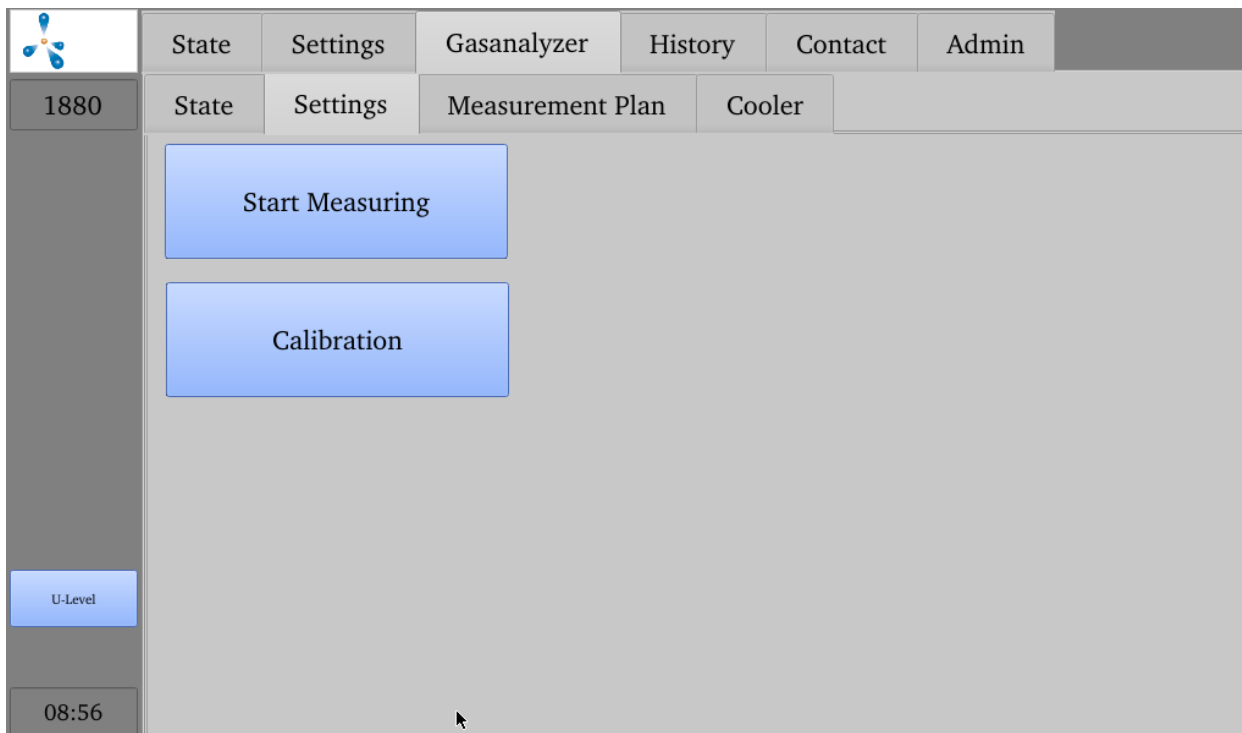 State Settings Gasanalyzer History Contact Admin
1880 State Settings Measurement Plan Cooler
Start Measuring
Calibration
U-Level
08:56